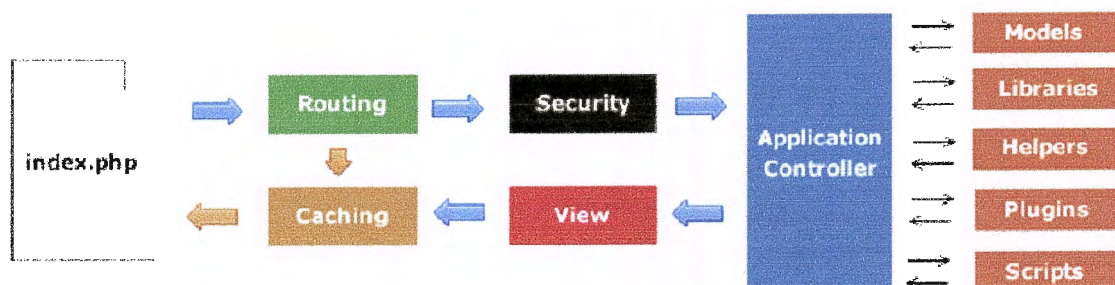 index.php
Routing
Security
Caching
View
Application
Controller
Models
Libraries
Helpers
Plugins
Scripts